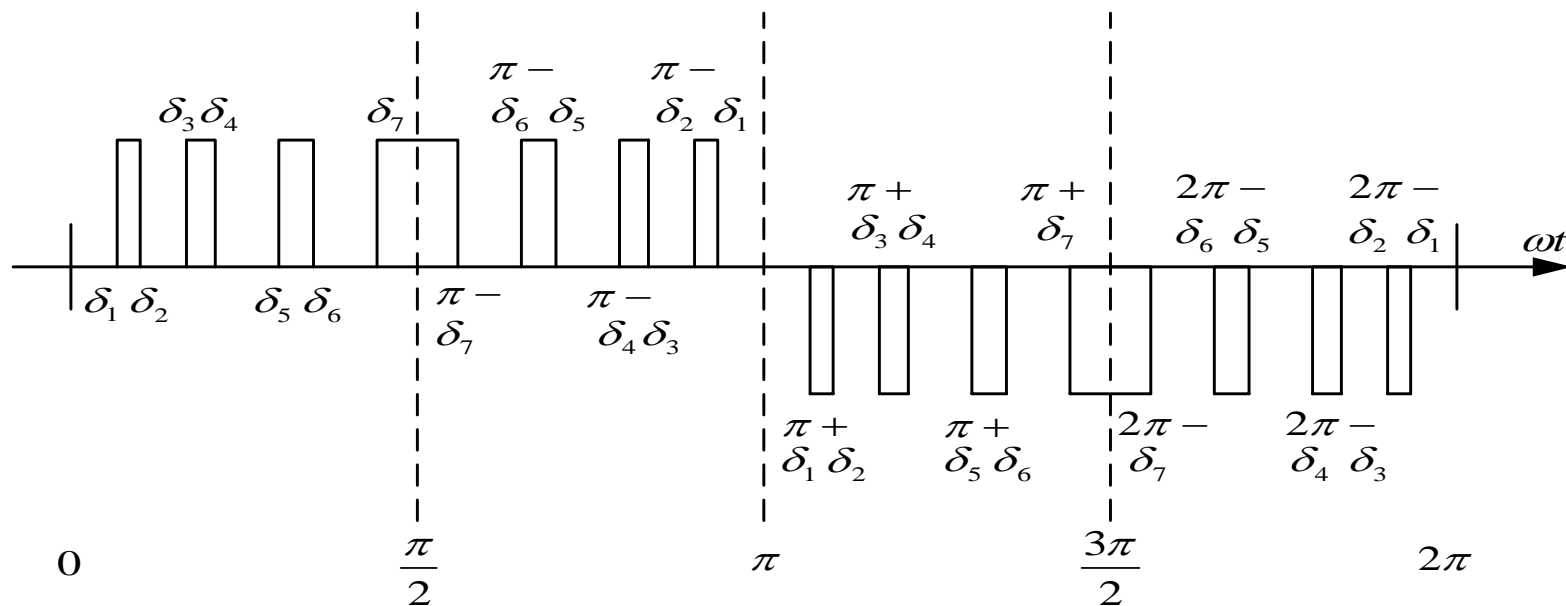 π − π −
δ₃ δ₄ δ₇ δ₆ δ₅ δ₂ δ₁
π + π + 2π − 2π −
δ₃ δ₄ δ₇ δ₆ δ₅ δ₂ δ₁ ωt
δ₁ δ₂ δ₅ δ₆ π − π −
δ₇ δ₄ δ₃
π + π + 2π − 2π −
δ₁ δ₂ δ₅ δ₆ δ₇ δ₄ δ₃
0 π/2 π 3π/2 2π